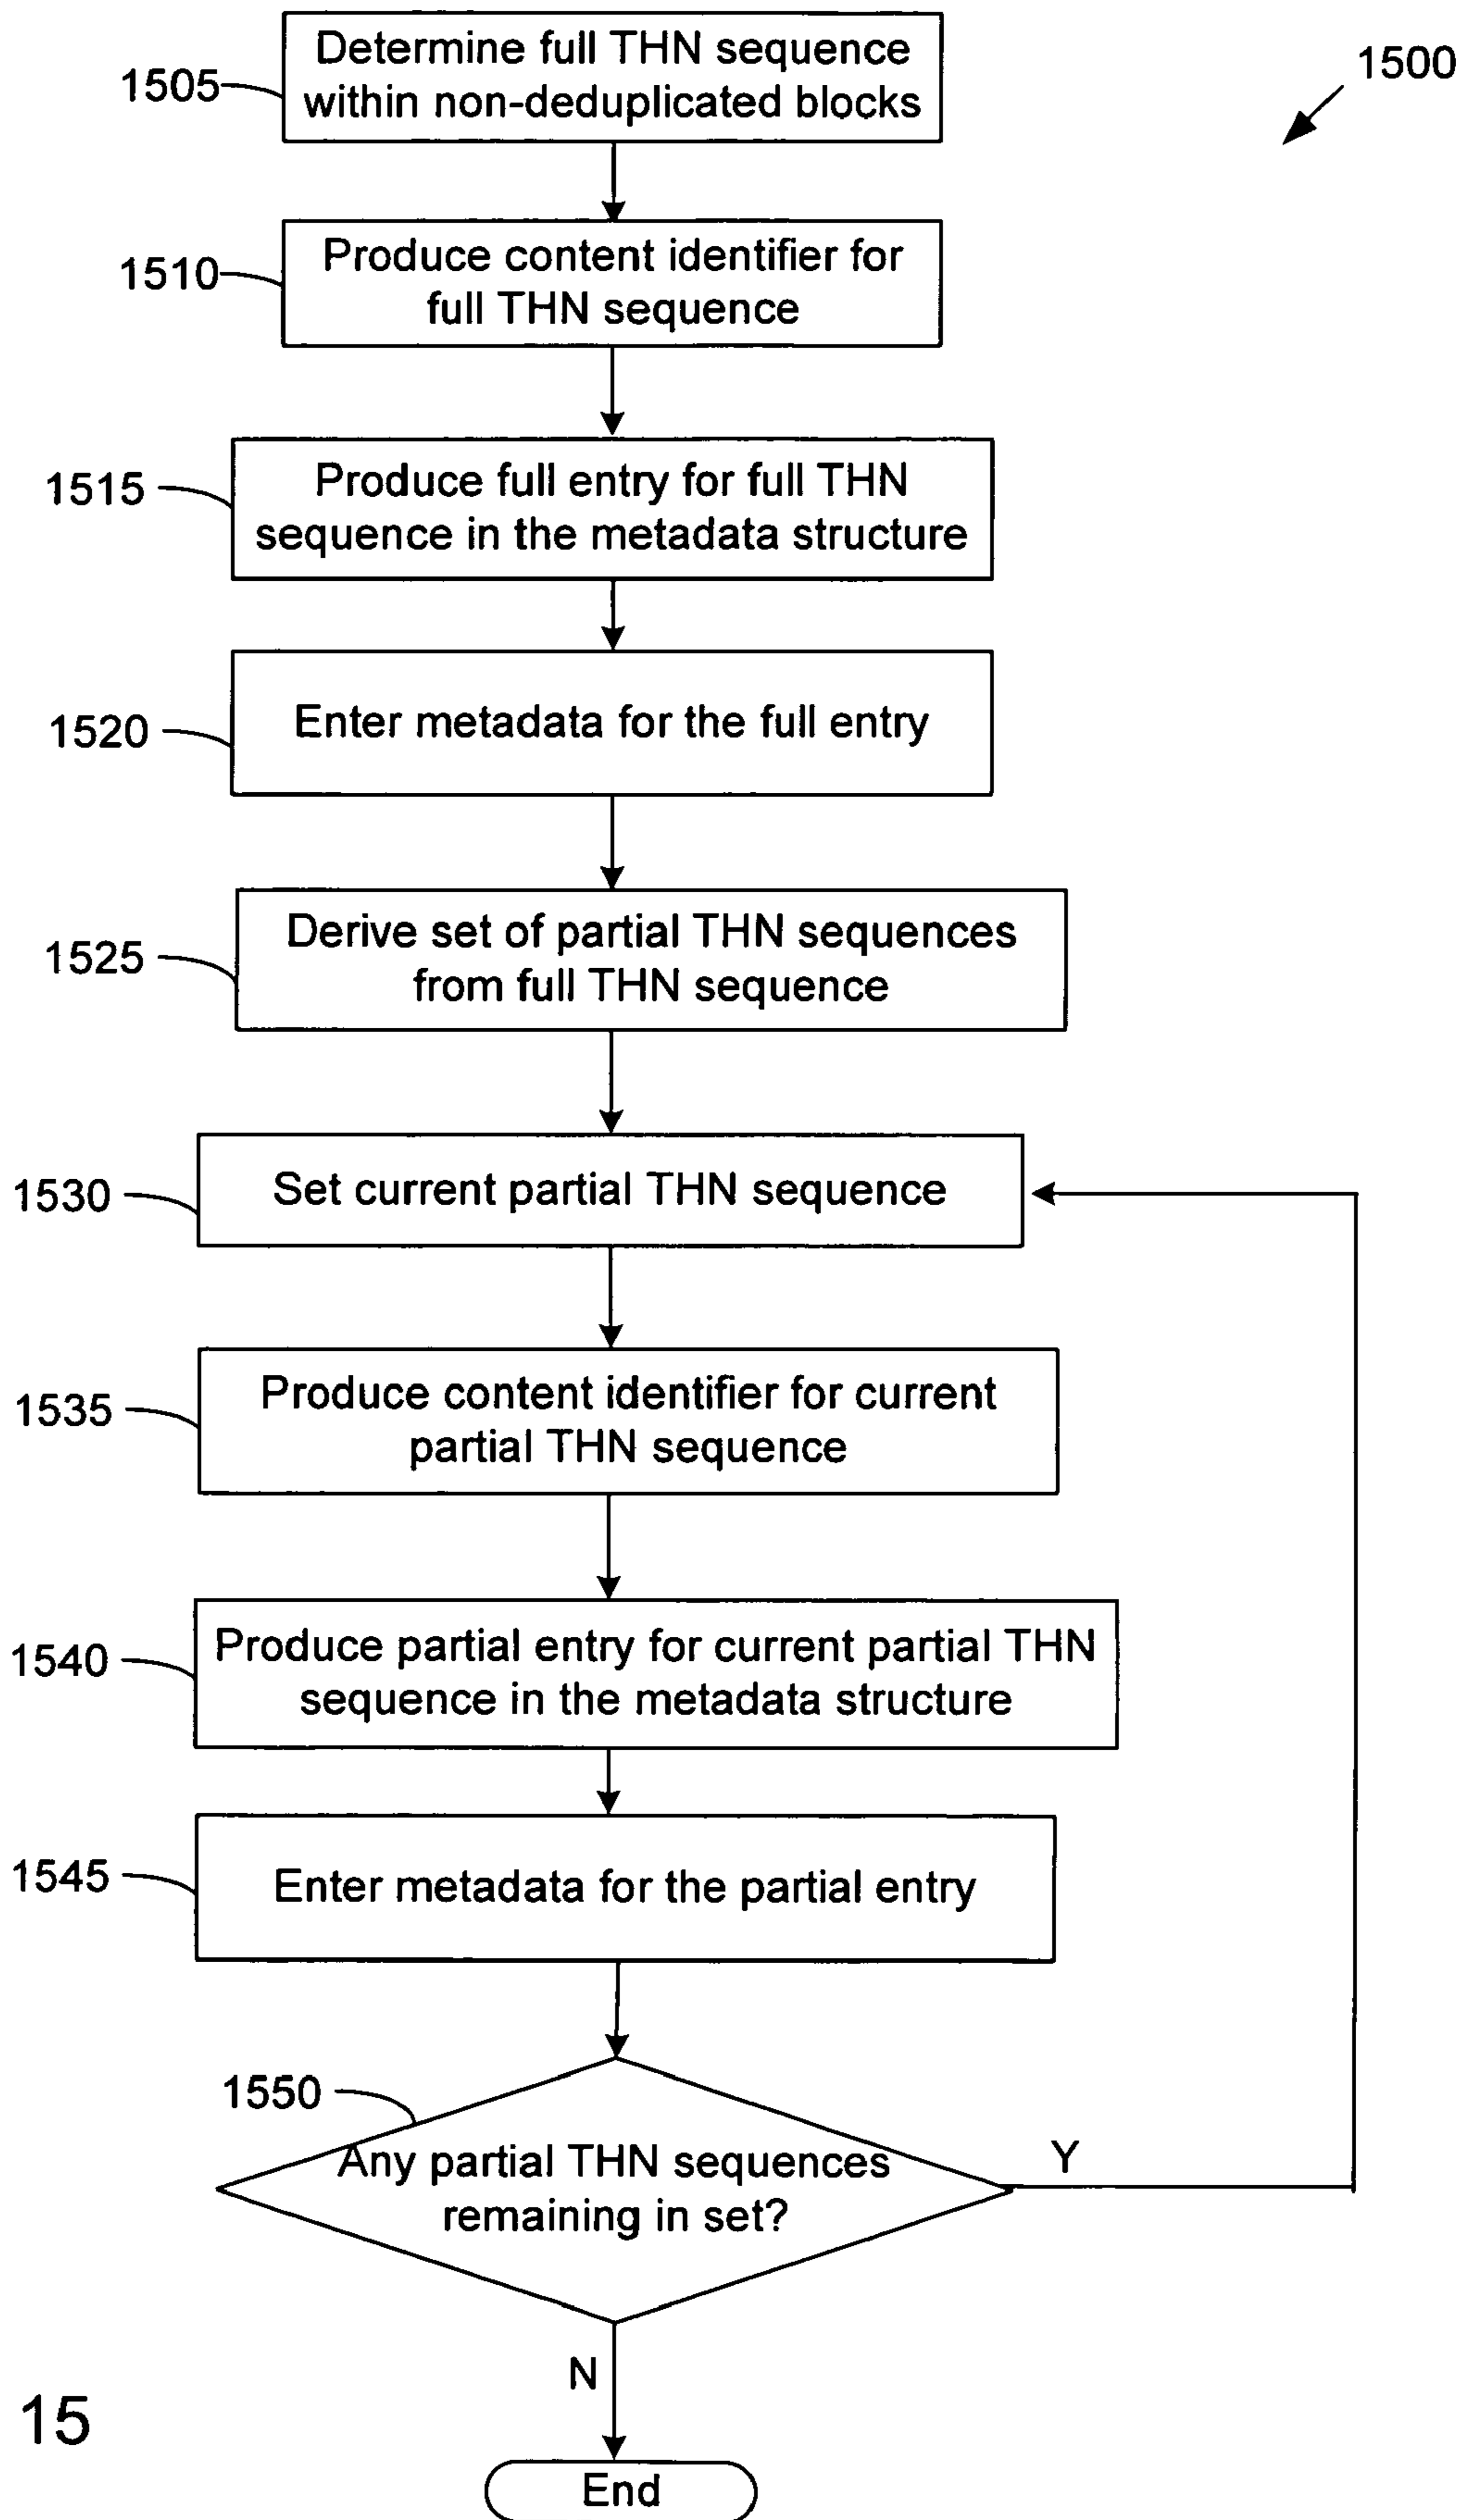 1500
1505
Determine full THN sequence
within non-deduplicated blocks
1510
Produce content identifier for
full THN sequence
1515
Produce full entry for full THN
sequence in the metadata structure
1520
Enter metadata for the full entry
1525
Derive set of partial THN sequences
from full THN sequence
1530
Set current partial THN sequence
1535
Produce content identifier for current
partial THN sequence
1540
Produce partial entry for current partial THN
sequence in the metadata structure
1545
Enter metadata for the partial entry
1550
Any partial THN sequences
remaining in set?
Y
N
15
End